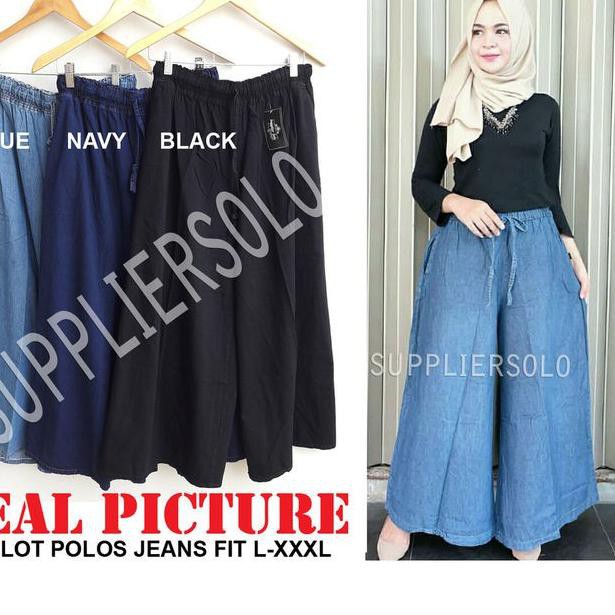 UE NAVY BLACK
SUPPLIERSOLO
SUPPLIERSOLO
EAL PICTURE
LOT POLOS JEANS FIT L-XXXL